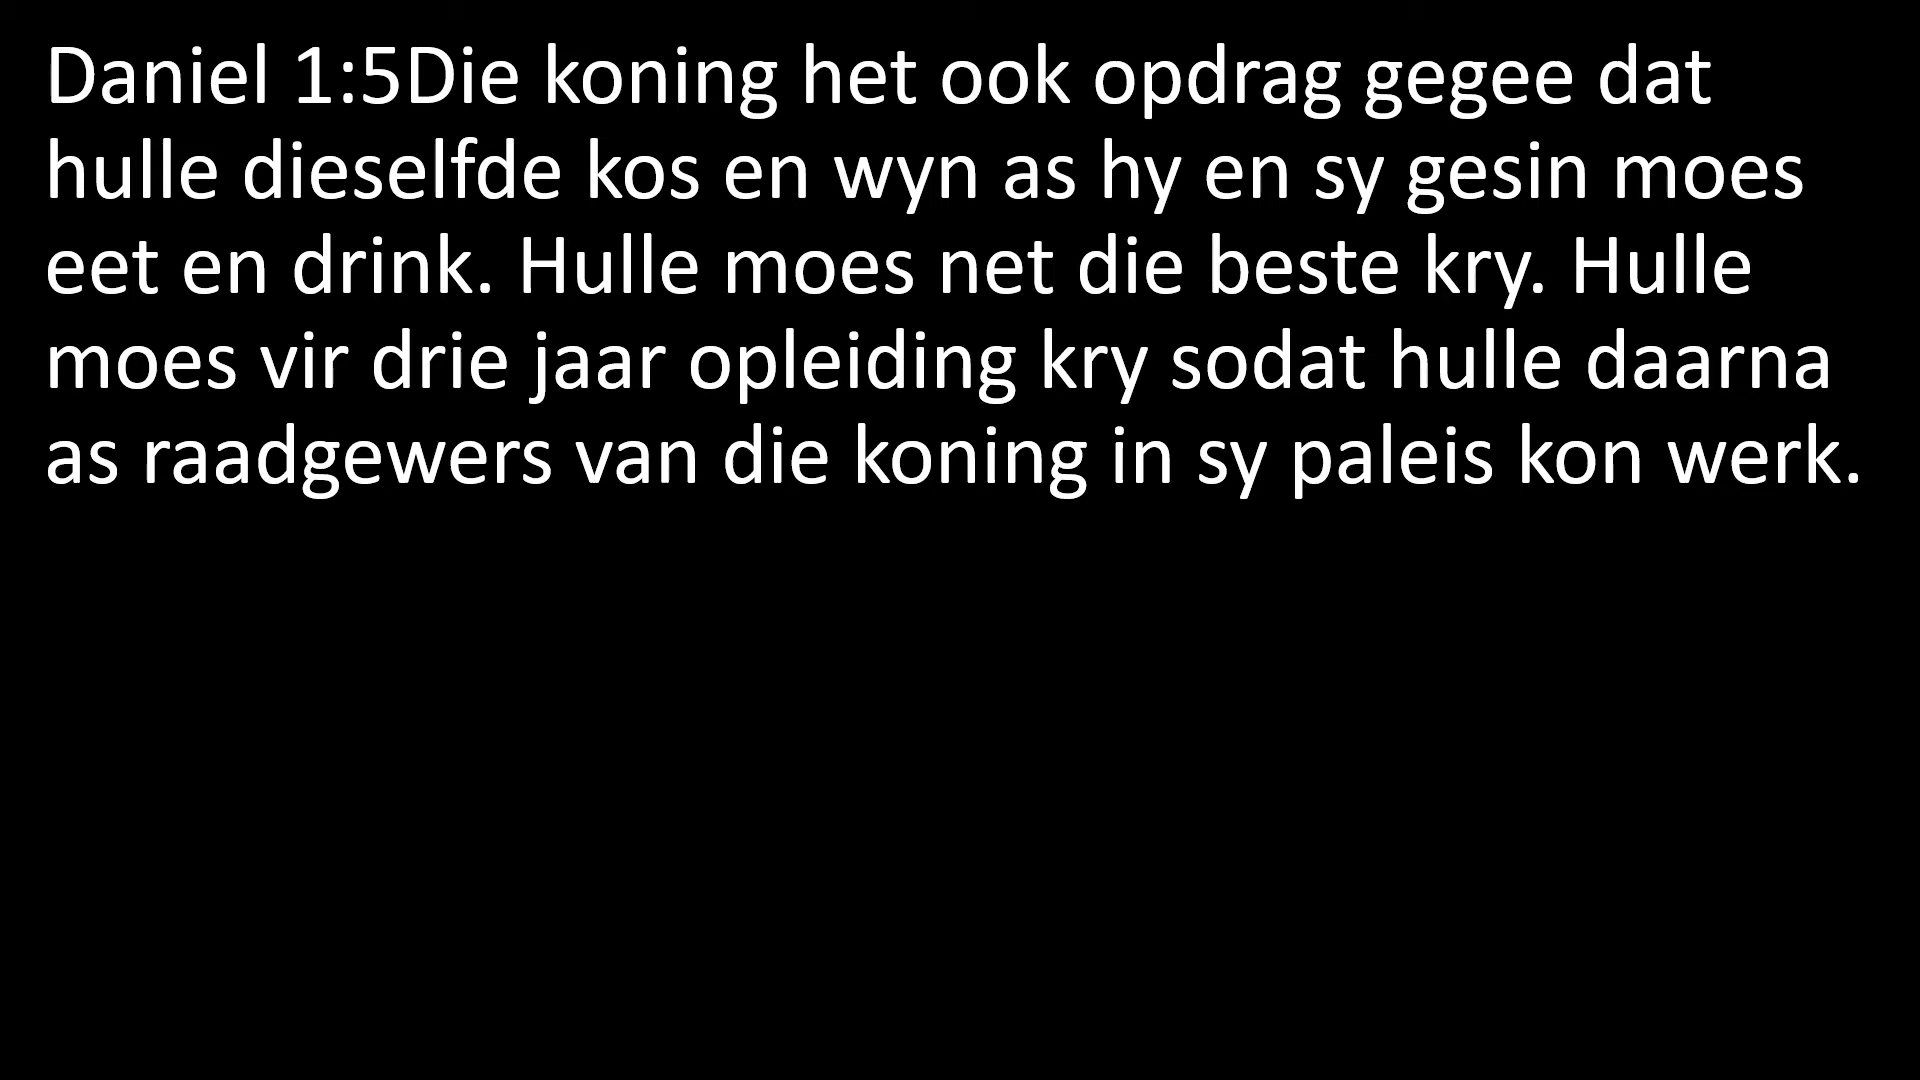 Daniel 1:5Die koning het ook opdrag gegee dat
hulle dieselfde kos en wyn as hy en sy gesin moes
eet en drink. Hulle moes net die beste kry. Hulle
moes vir drie jaar opleiding kry sodat hulle daarna
as raadgewers van die koning in sy paleis kon werk.